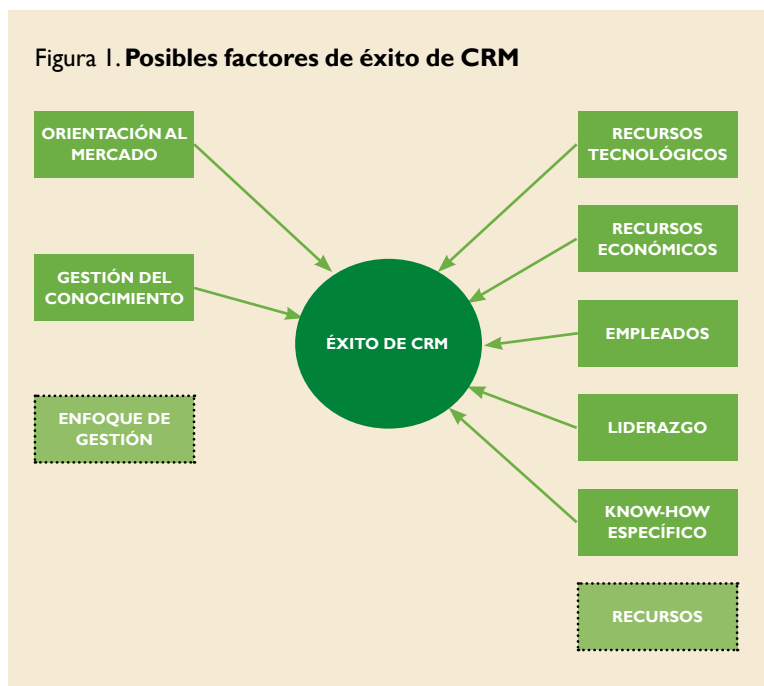 Figura 1. Posibles factores de éxito de CRM
ORIENTACIÓN AL
MERCADO
GESTIÓN DEL
CONOCIMIENTO
ENFOQUE DE
GESTIÓN
ÉXITO DE CRM
RECURSOS
TECNOLÓGICOS
RECURSOS
ECONÓMICOS
EMPLEADOS
LIDERAZGO
KNOW-HOW
ESPECÍFICO
RECURSOS